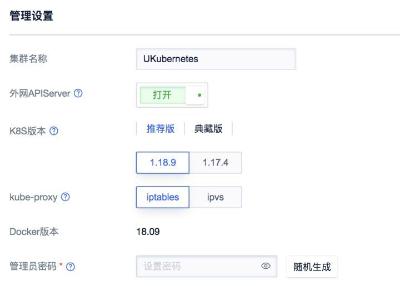 管理设置
集群名称 UKubernetes
外网APIServer 打开
K8S版本 推荐版 典藏版
1.18.9 1.17.4
kube-proxy iptables ipvs
Docker版本 18.09
管理员密码 * 设置密码 随机生成